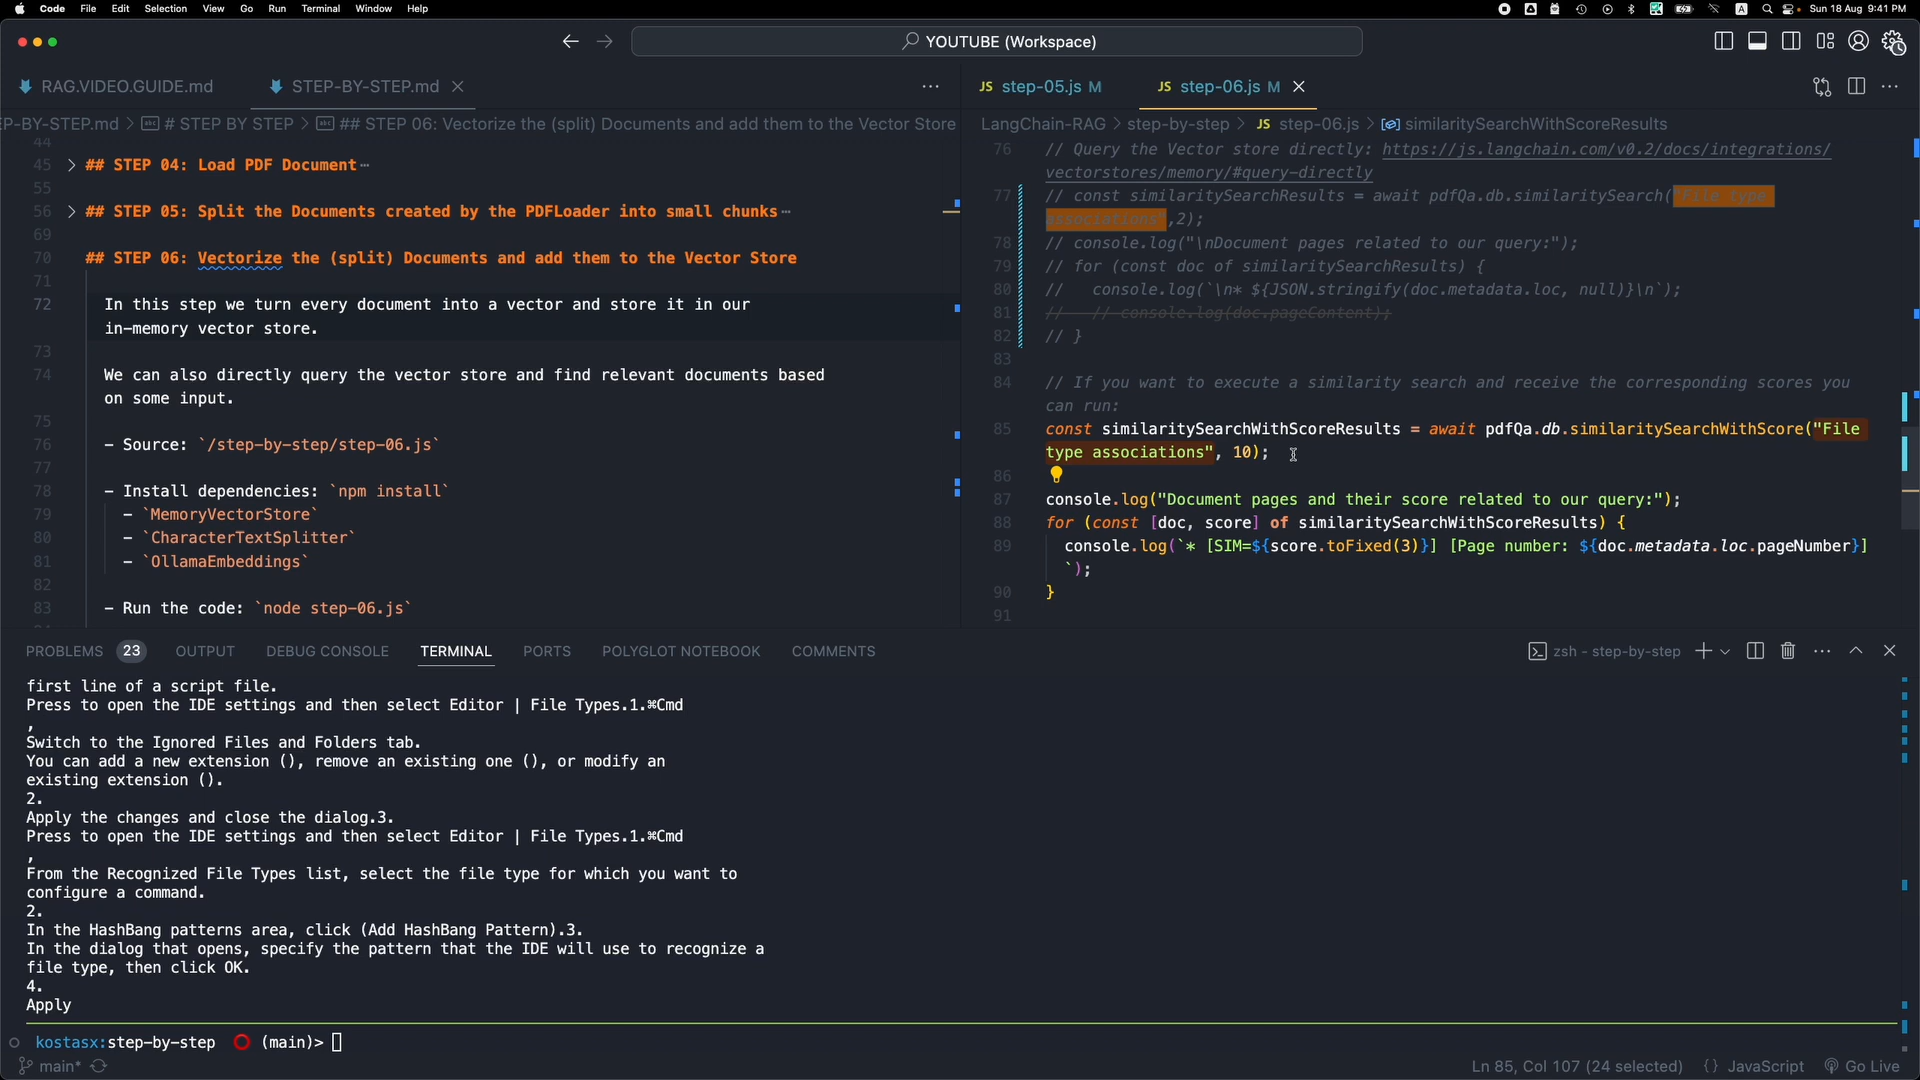 Code File Edit Selection View Go Run Terminal Window Help
Sun 18 Aug 9:41 PM
YOUTUBE (Workspace)
RAG.VIDEO.GUIDE.md
STEP-BY-STEP.md
P-BY-STEP.md > # STEP BY STEP > ## STEP 06: Vectorize the (split) Documents and add them to the Vector Store
44
45 > ## STEP 04: Load PDF Document
55
56 > ## STEP 05: Split the Documents created by the PDFLoader into small chunks
69
70 ## STEP 06: Vectorize the (split) Documents and add them to the Vector Store
71
72 In this step we turn every document into a vector and store it in our
in-memory vector store.
73
74 We can also directly query the vector store and find relevant documents based
on some input.
75
76 - Source: `/step-by-step/step-06.js`
77
78 - Install dependencies: `npm install`
79 - `MemoryVectorStore`
80 - `CharacterTextSplitter`
81 - `OllamaEmbeddings`
82
83 - Run the code: `node step-06.js`
JS step-05.js M
JS step-06.js M
LangChain-RAG > step-by-step > JS step-06.js > similaritySearchWithScoreResults
76 // Query the Vector store directly: https://js.langchain.com/v0.2/docs/integrations/
vectorstores/memory/#query-directly
77 // const similaritySearchResults = await pdfQa.db.similaritySearch("File type
associations",2);
78 // console.log("\nDocument pages related to our query:");
79 // for (const doc of similaritySearchResults) {
80 //   console.log(`\n* ${JSON.stringify(doc.metadata.loc, null)}\n`);
81 //   // console.log(doc.pageContent);
82 // }
83
84 // If you want to execute a similarity search and receive the corresponding scores you
can run:
85 const similaritySearchWithScoreResults = await pdfQa.db.similaritySearchWithScore("File
type associations", 10);
86
87 console.log("Document pages and their score related to our query:");
88 for (const [doc, score] of similaritySearchWithScoreResults) {
89 console.log(`* [SIM=${score.toFixed(3)}] [Page number: ${doc.metadata.loc.pageNumber}]
`);
90 }
91
PROBLEMS 23 OUTPUT DEBUG CONSOLE TERMINAL PORTS POLYGLOT NOTEBOOK COMMENTS
zsh - step-by-step
first line of a script file.
Press to open the IDE settings and then select Editor | File Types.1.⌘Cmd
,
Switch to the Ignored Files and Folders tab.
You can add a new extension (), remove an existing one (), or modify an
existing extension ().
2.
Apply the changes and close the dialog.3.
Press to open the IDE settings and then select Editor | File Types.1.⌘Cmd
,
From the Recognized File Types list, select the file type for which you want to
configure a command.
2.
In the HashBang patterns area, click (Add HashBang Pattern).3.
In the dialog that opens, specify the pattern that the IDE will use to recognize a
file type, then click OK.
4.
Apply
kostasx:step-by-step (main)>
main*
Ln 85, Col 107 (24 selected) {} JavaScript Go Live